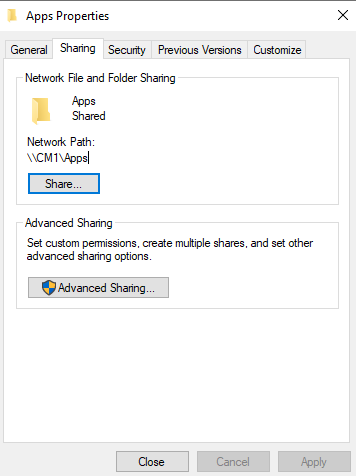 Apps Properties
General
Sharing
Security
Previous Versions
Customize
Network File and Folder Sharing
Apps
Shared
Network Path:
\\CM1\Apps
Share...
Advanced Sharing
Set custom permissions, create multiple shares, and set other
advanced sharing options.
Advanced Sharing...
Close
Cancel
Apply